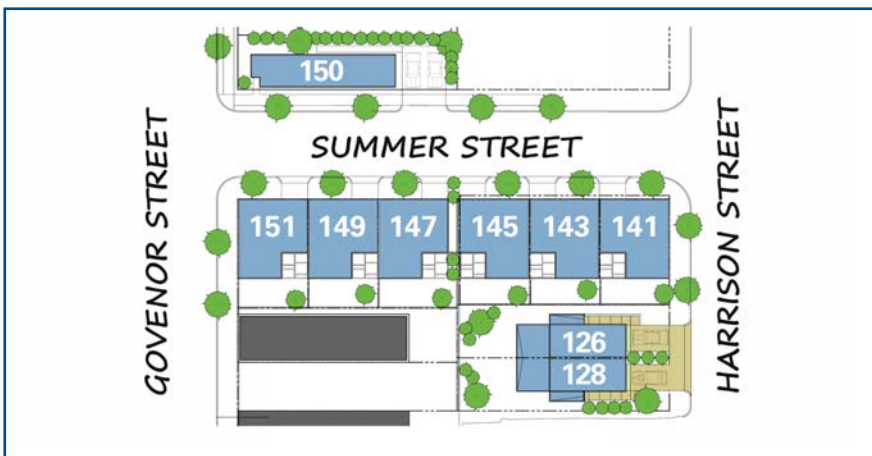 150
SUMMER STREET
GOVENOR STREET
HARRISON STREET
151 149 147 145 143 141
126
128